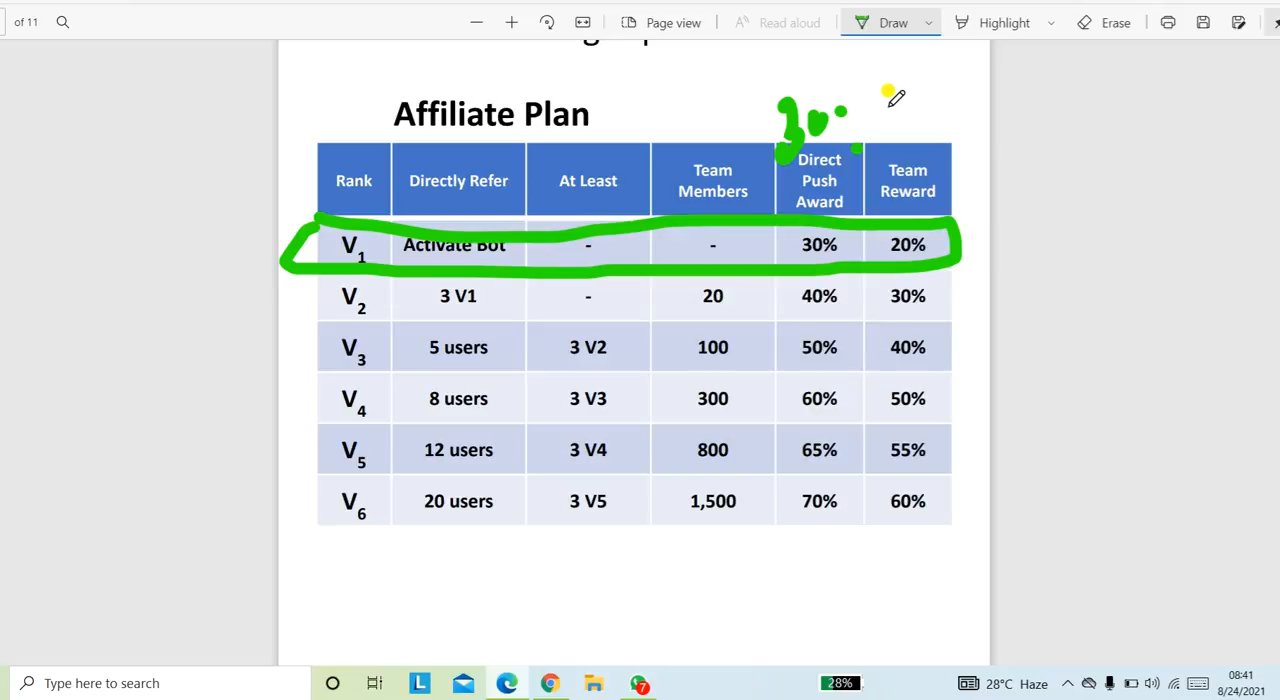 of 11
Page view
Read aloud
Draw
Highlight
Erase
Affiliate Plan
Rank Directly Refer At Least Team Members Direct Push Award Team Reward
V1 Activate Bot - - 30% 20%
V2 3 V1 - 20 40% 30%
V3 5 users 3 V2 100 50% 40%
V4 8 users 3 V3 300 60% 50%
V5 12 users 3 V4 800 65% 55%
V6 20 users 3 V5 1,500 70% 60%
Type here to search
L
7
28%
28°C Haze
08:41
8/24/2021